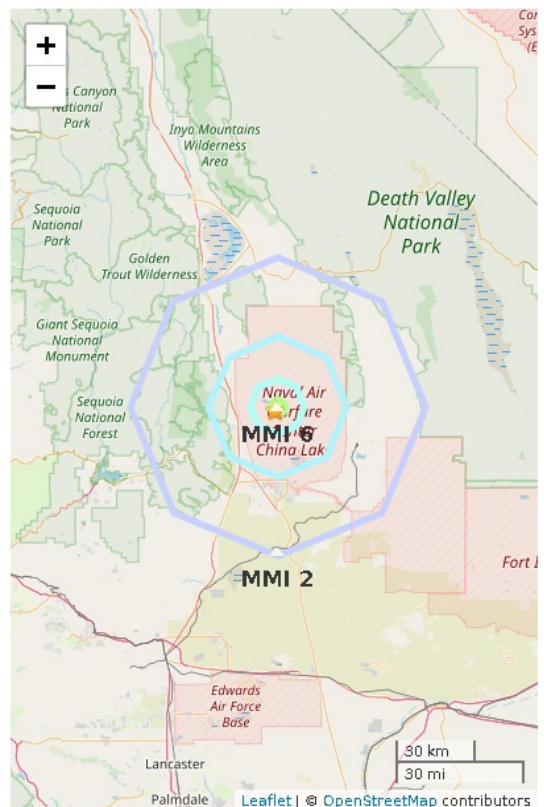 +
−
s Canyon
National
Park
Inyo Mountains
Wilderness
Area
Sequoia
National
Park
Death Valley
National
Park
Golden
Trout Wilderness
Giant Sequoia
National
Monument
Sequoia
National
Forest
Naval Air
MMI 6
China Lak
MMI 2
Fort I
Edwards
Air Force
Base
Lancaster
Palmdale
30 km
30 mi
Leaflet | © OpenStreetMap contributors